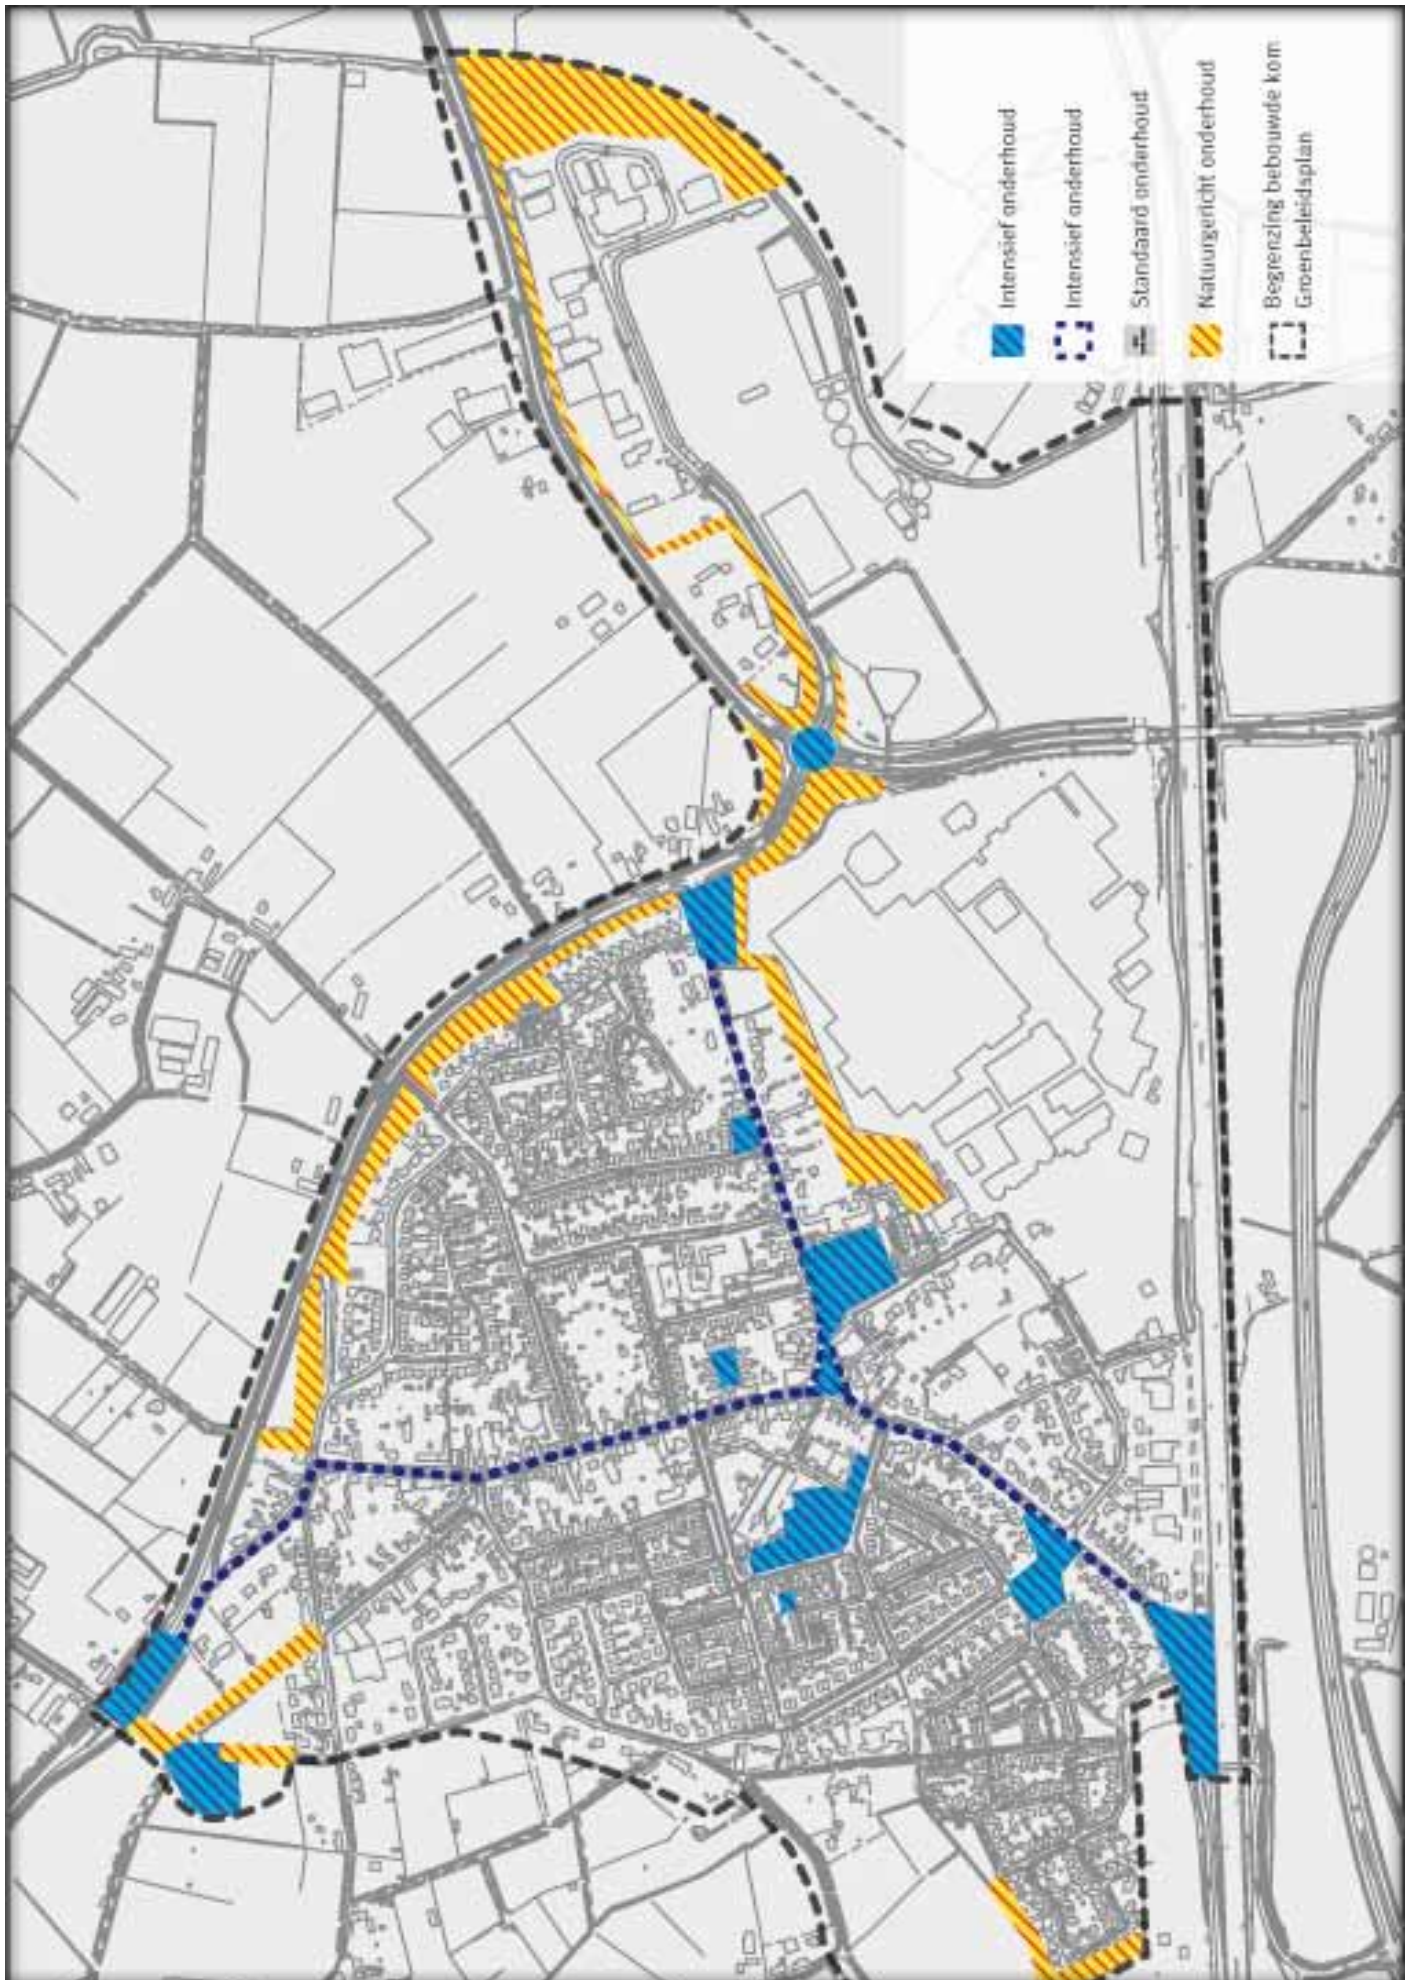 Intensief onderhoud
Intensief onderhoud
Standaard onderhoud
Natuurgericht onderhoud
Begrenzing bebouwde kom
Groenbeleidsplan